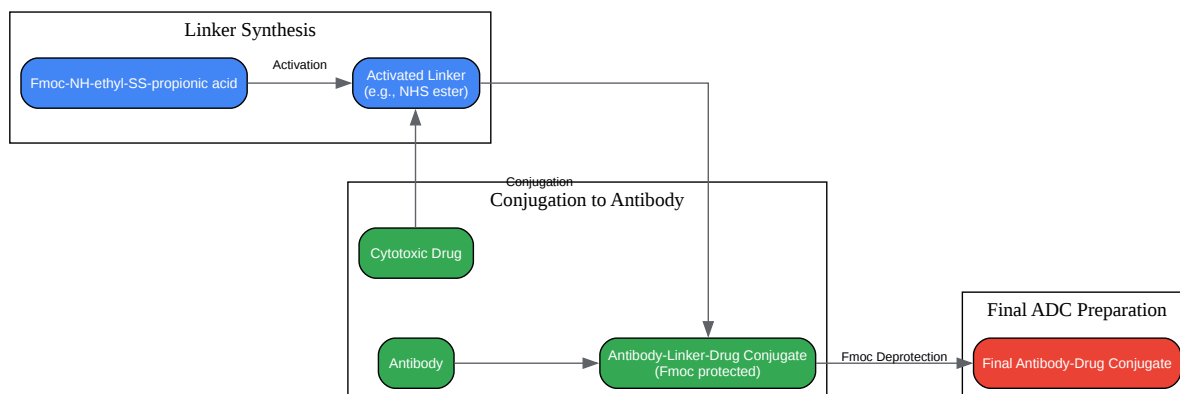 Linker Synthesis
Fmoc-NH-ethyl-SS-propionic acid
Activation
Activated Linker
(e.g., NHS ester)
Conjugation
Conjugation to Antibody
Cytotoxic Drug
Antibody
Antibody-Linker-Drug Conjugate
(Fmoc protected)
Fmoc Deprotection
Final ADC Preparation
Final Antibody-Drug Conjugate